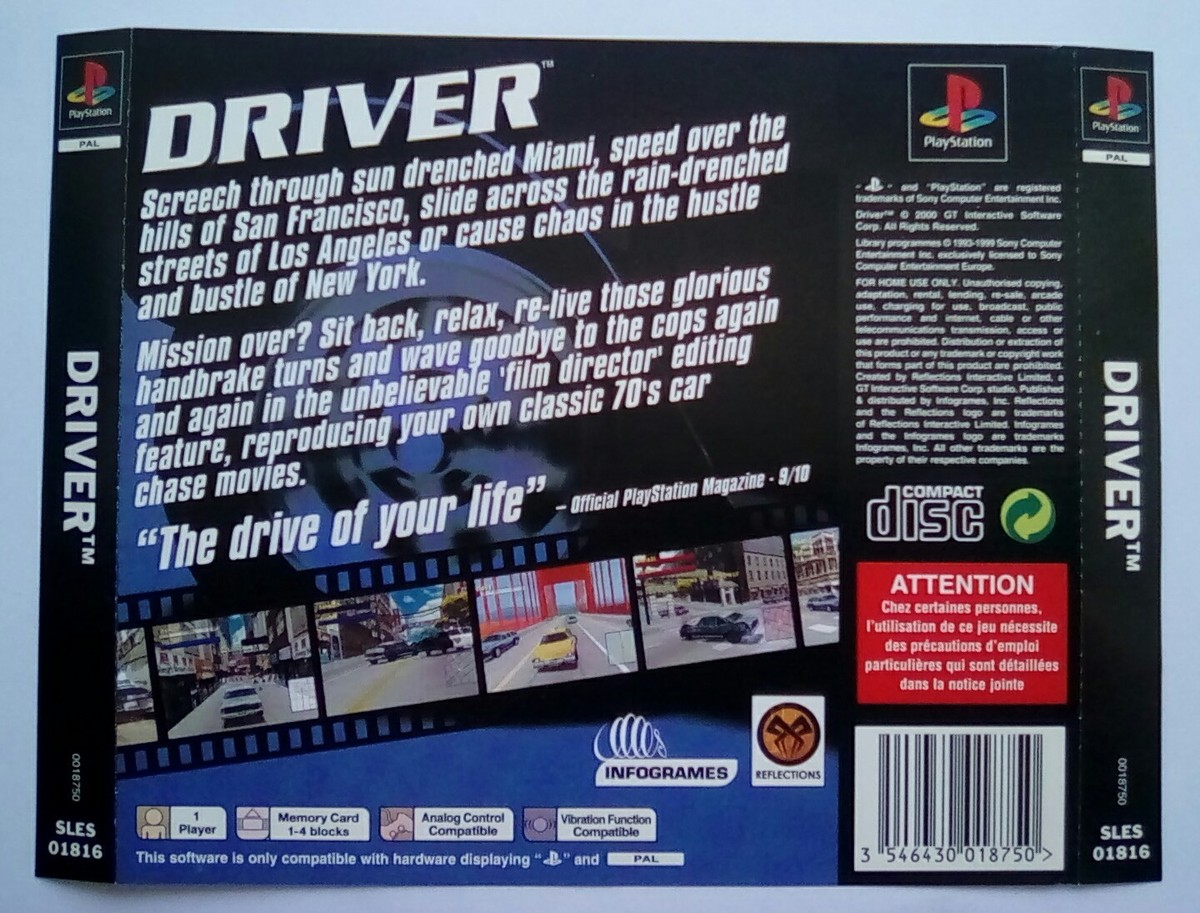 PlayStation
PAL
DRIVER™
0018750
SLES
01816
DRIVER™
Screech through sun drenched Miami, speed over the
hills of San Francisco, slide across the rain-drenched
streets of Los Angeles or cause chaos in the hustle
and bustle of New York.
Mission over? Sit back, relax, re-live those glorious
handbrake turns and wave goodbye to the cops again
and again in the unbelievable 'film director' editing
feature, reproducing your own classic 70's car
chase movies.
“The drive of your life” – Official PlayStation Magazine - 9/10
INFOGRAMES
REFLECTIONS
1
Player
Memory Card
1-4 blocks
Analog Control
Compatible
Vibration Function
Compatible
This software is only compatible with hardware displaying “ ” and PAL
PlayStation
“ ” and “PlayStation” are registered
trademarks of Sony Computer Entertainment Inc.
Driver™ © 2000 GT Interactive Software
Corp. All Rights Reserved.
Library programmes © 1993-1999 Sony Computer
Entertainment Inc. exclusively licensed to Sony
Computer Entertainment Europe.
FOR HOME USE ONLY. Unauthorised copying,
adaptation, rental, lending, re-sale, arcade
use, charging for use, broadcast, public
performance and internet, cable or other
telecommunications transmission, access or
use are prohibited. Distribution or extraction of
this product or any trademark or copyright work
that forms part of this product are prohibited.
Created by Reflections Interactive Limited, a
GT Interactive Software Corp. studio. Published
& distributed by Infogrames, Inc. Reflections
and the Reflections logo are trademarks
of Reflections Interactive Limited. Infogrames
and the Infogrames logo are trademarks
Infogrames, Inc. All other trademarks are the
property of their respective companies.
COMPACT
disc
ATTENTION
Chez certaines personnes,
l'utilisation de ce jeu nécessite
des précautions d'emploi
particulières qui sont détaillées
dans la notice jointe
3 546430 018750 >
PlayStation
PAL
DRIVER™
0018750
SLES
01816